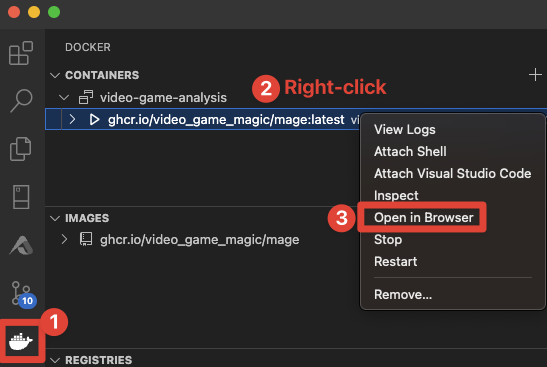 DOCKER
CONTAINERS
video-game-analysis
2 Right-click
ghcr.io/video_game_magic/mage:latest
View Logs
Attach Shell
Attach Visual Studio Code
Inspect
3 Open in Browser
Stop
Restart
Remove...
IMAGES
ghcr.io/video_game_magic/mage
10
1
REGISTRIES